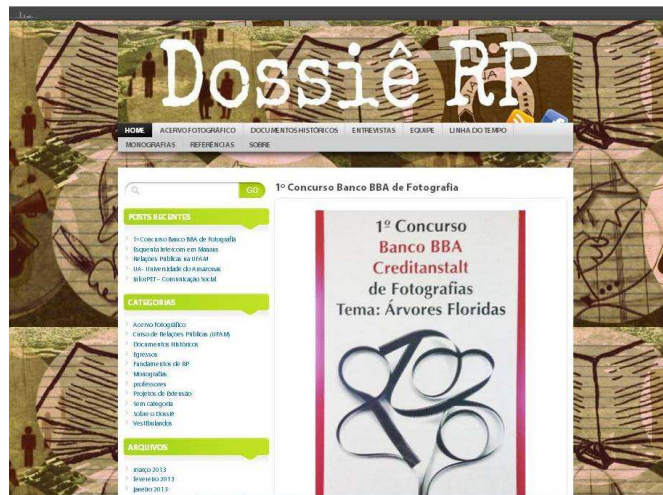 Dossiê RP
HOME ACERVO FOTOGRÁFICO DOCUMENTOS HISTÓRICOS ENTREVISTAS EQUIPE LINHA DO TEMPO
MONOGRAFIAS REFERÊNCIAS SOBRE
GO
POSTS RECENTES
1º Concurso Banco BBA de Fotografia
Esquenta Intercom em Manaus
Relações Públicas na UFAM
UA - Universidade do Amazonas
InforPET – Comunicação Social
CATEGORIAS
Acervo Fotográfico
Curso de Relações Públicas (UFAM)
Documentos Históricos
Egressos
Fundamentos de RP
Monografias
professores
Projetos de Extensão
Sem categoria
Sobre o Dossiê
Vestibulandos
ARQUIVOS
março 2013
fevereiro 2013
janeiro 2013
1º Concurso Banco BBA de Fotografia
1º Concurso
Banco BBA
Creditanstalt
de Fotografias
Tema: Árvores Floridas